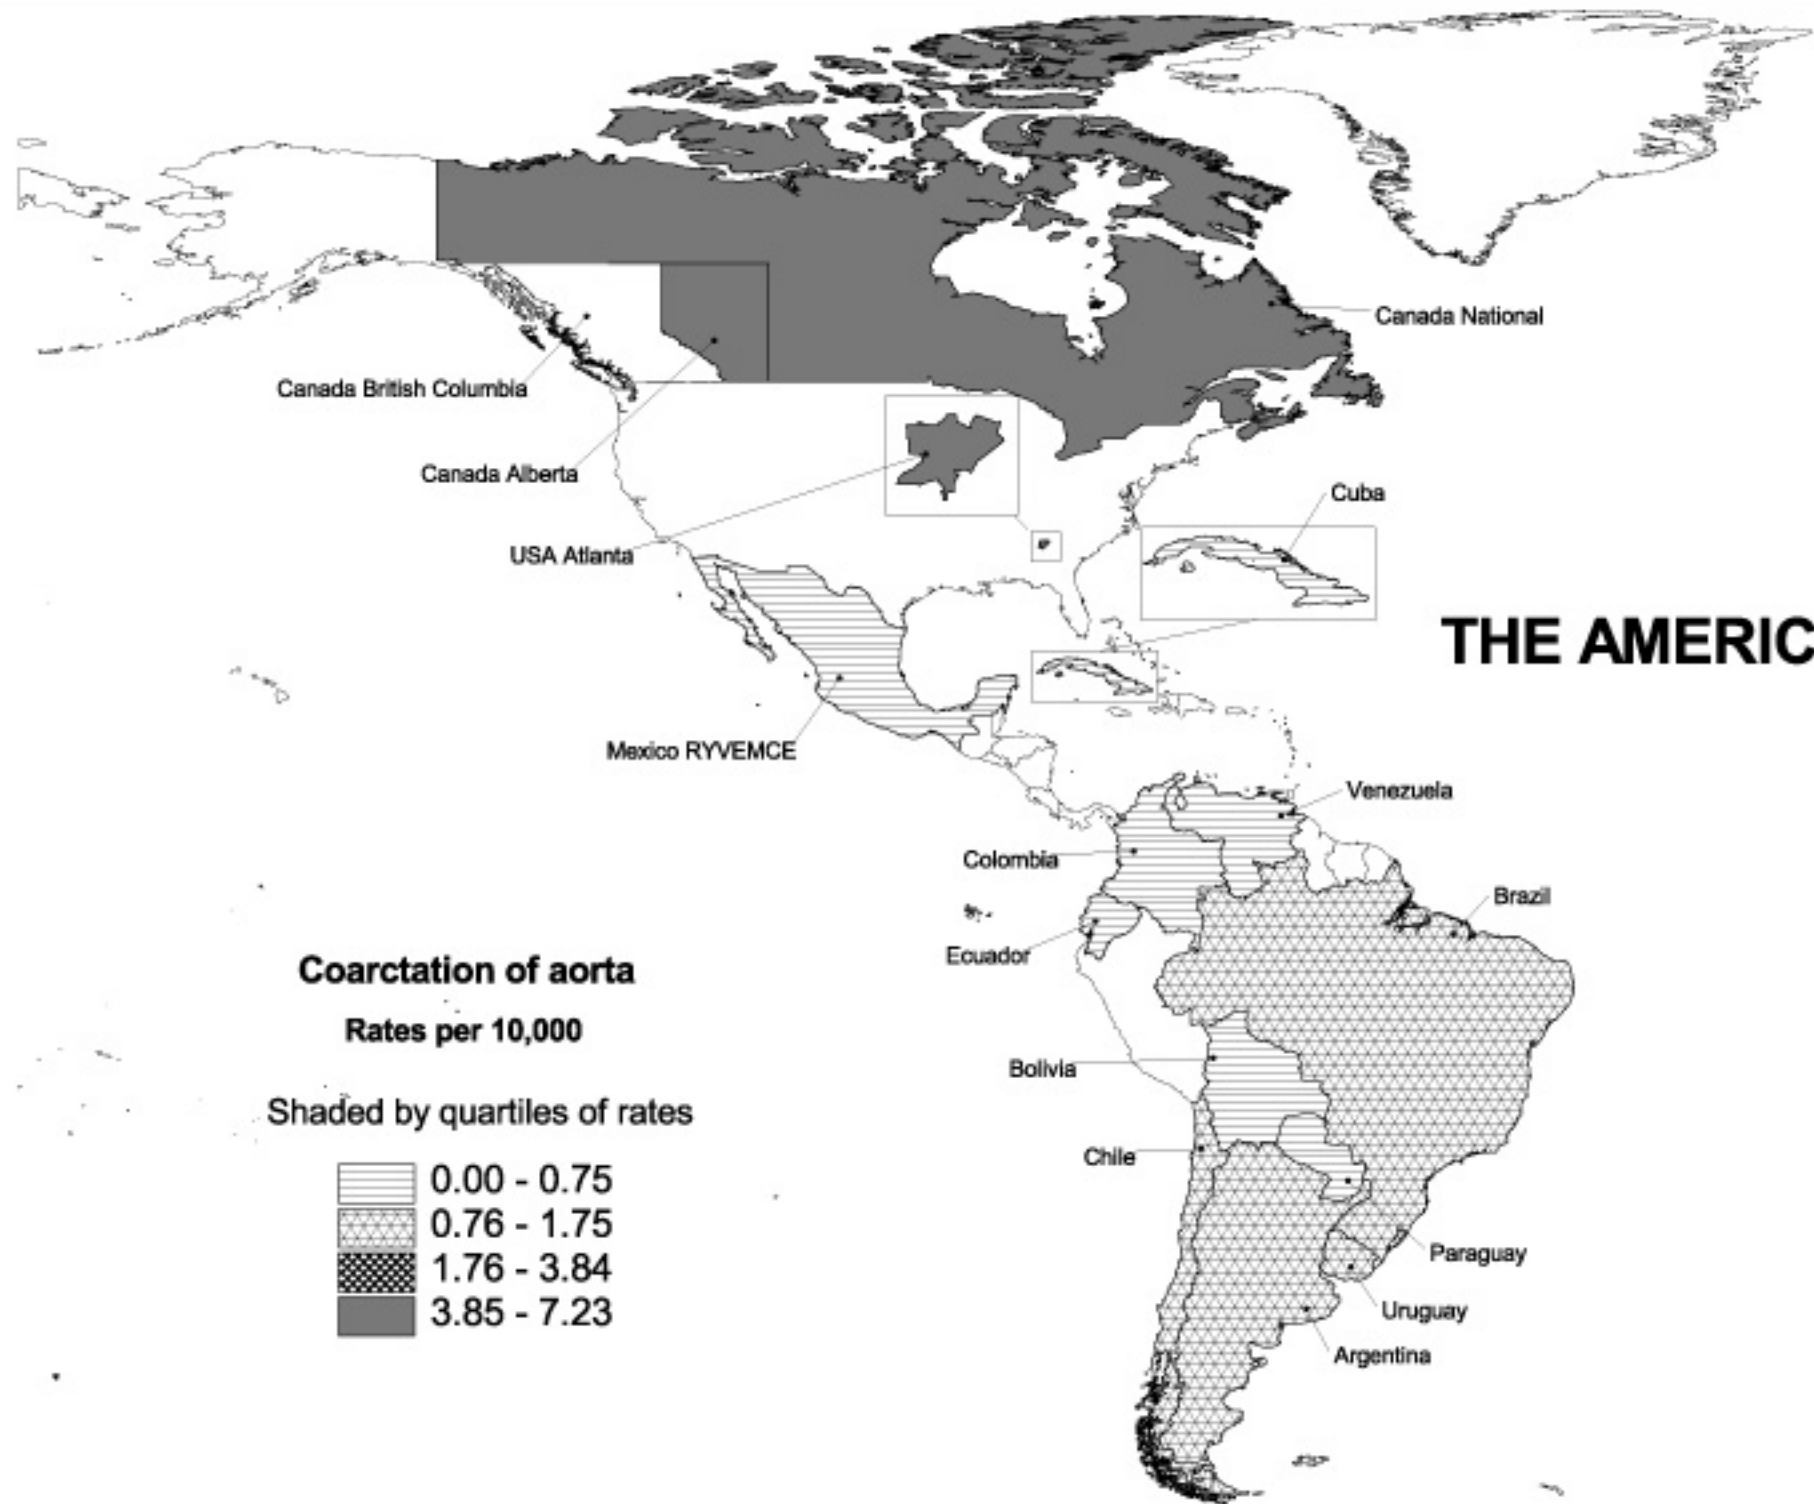 Canada National
Canada British Columbia
Canada Alberta
Cuba
USA Atlanta
THE AMERIC
Mexico RYVEMCE
Venezuela
Colombia
Brazil
Ecuador
Coarctation of aorta
Rates per 10,000
Bolivia
Shaded by quartiles of rates
Chile
0.00 - 0.75
0.76 - 1.75
1.76 - 3.84
3.85 - 7.23
Paraguay
Uruguay
Argentina